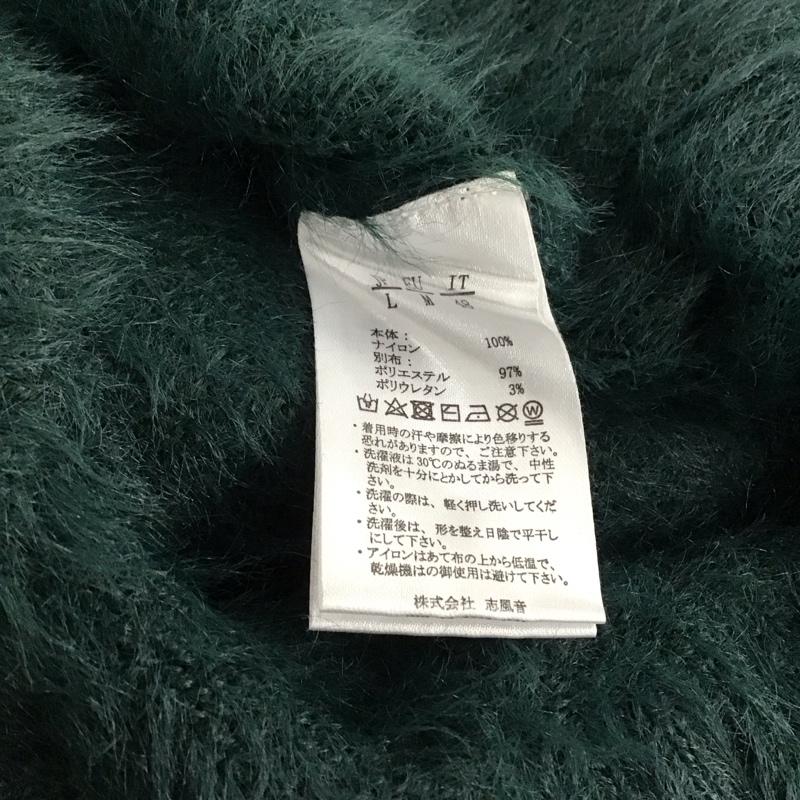 EU IT
L M
本体：
ナイロン 100%
別布：
ポリエステル 97%
ポリウレタン 3%
・着用時の汗や摩擦により色移りする
恐れがありますので、ご注意下さい。
・洗濯液は30℃のぬるま湯で、中性
洗剤を十分にとかしてから洗って下
さい。
・洗濯の際は、軽く押し洗いしてくだ
さい。
・洗濯後は、形を整え日陰で平干し
にして下さい。
・アイロンはあて布の上から低温で、
乾燥機はの御使用は避けて下さい。
株式会社 志風音